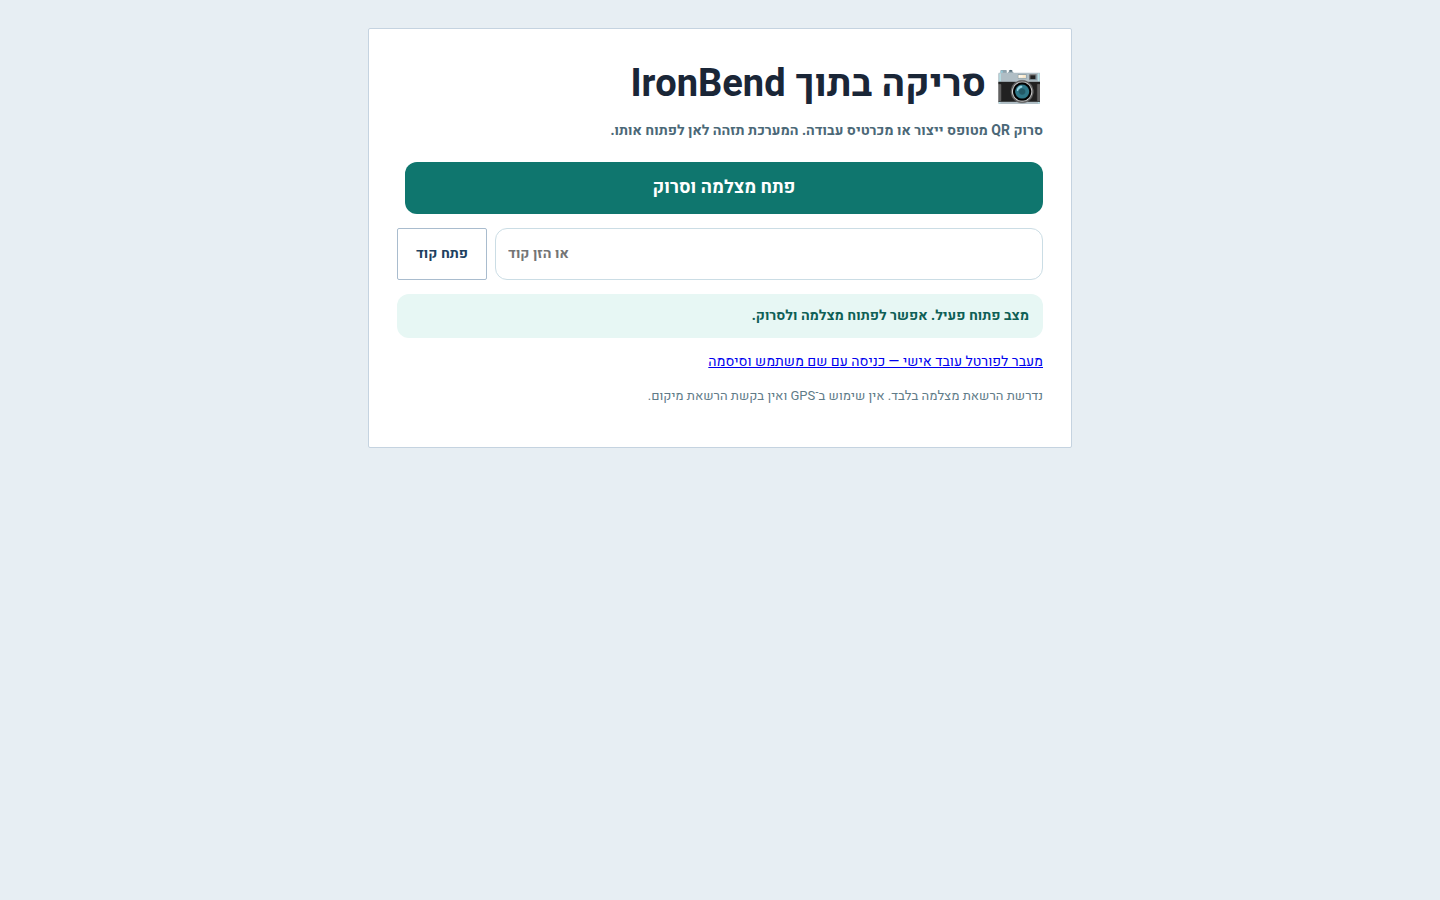 📷 סריקה בתוך IronBend
סרוק QR מטופס ייצור או מכרטיס עבודה. המערכת תזהה לאן לפתוח אותו.
פתח מצלמה וסרוק
או הזן קוד
פתח קוד
מצב פתוח פעיל. אפשר לפתוח מצלמה ולסרוק.
מעבר לפורטל עובד אישי — כניסה עם שם משתמש וסיסמה
נדרשת הרשאת מצלמה בלבד. אין שימוש ב־GPS ואין בקשת הרשאת מיקום.